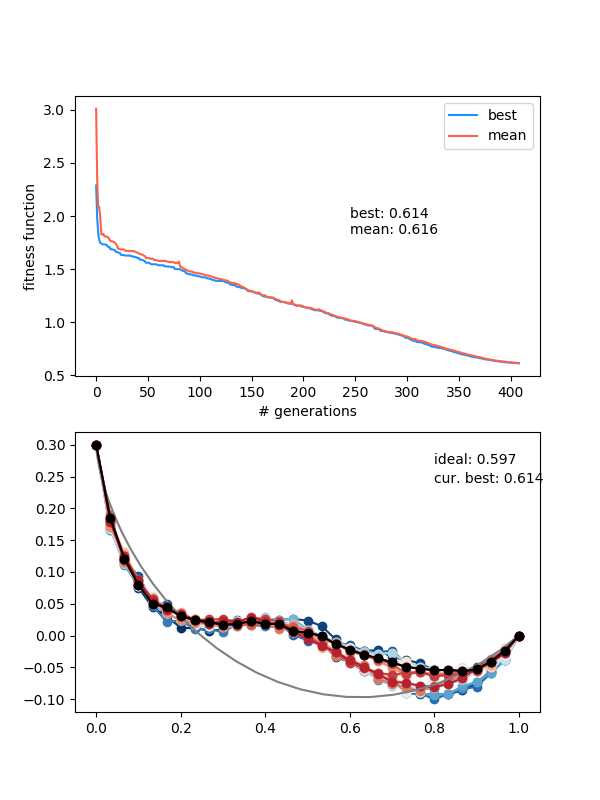 3.0
2.5
2.0
1.5
1.0
0.5
fitness function
best
mean
best: 0.614
mean: 0.616
0 50 100 150 200 250 300 350 400
# generations
0.30
0.25
0.20
0.15
0.10
0.05
0.00
−0.05
−0.10
ideal: 0.597
cur. best: 0.614
0.0 0.2 0.4 0.6 0.8 1.0